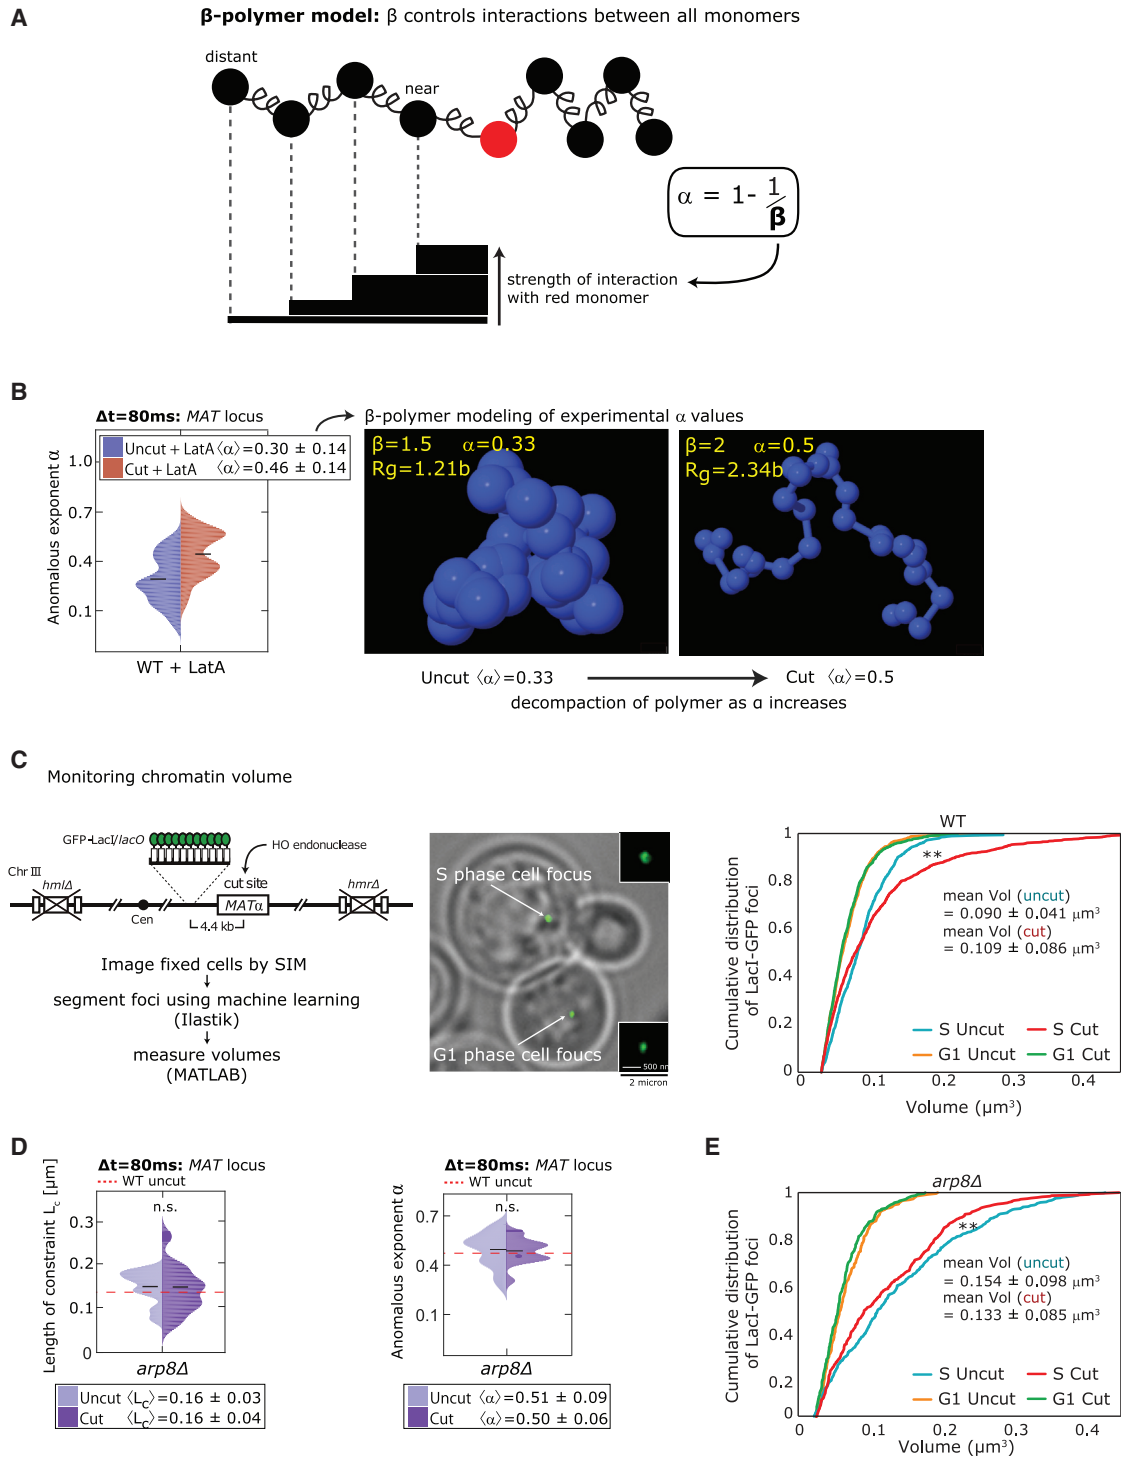 A
β-polymer model: β controls interactions between all monomers
distant
near
α = 1- 1/β
strength of interaction
with red monomer
B
Δt=80ms: MAT locus
Uncut + LatA ⟨α⟩=0.30 ± 0.14
Cut + LatA ⟨α⟩=0.46 ± 0.14
Anomalous exponent α
1.0
0.7
0.4
0.1
WT + LatA
β-polymer modeling of experimental α values
β=1.5 α=0.33
Rg=1.21b
β=2 α=0.5
Rg=2.34b
Uncut ⟨α⟩=0.33
Cut ⟨α⟩=0.5
decompaction of polymer as α increases
C
Monitoring chromatin volume
GFP-LacI/lacO
HO endonuclease
Chr III
hmlΔ
cut site
hmrΔ
Cen
MATα
4.4 kb
Image fixed cells by SIM
segment foci using machine learning
(Ilastik)
measure volumes
(MATLAB)
S phase cell focus
G1 phase cell foucs
500 nm
2 micron
WT
Cumulative distribution
of LacI-GFP foci
1
0.8
0.6
0.4
0.2
0
**
mean Vol (uncut)
= 0.090 ± 0.041 μm³
mean Vol (cut)
= 0.109 ± 0.086 μm³
S Uncut
S Cut
G1 Uncut
G1 Cut
0 0.1 0.2 0.3 0.4
Volume (μm³)
D
Δt=80ms: MAT locus
WT uncut
n.s.
Length of constraint Lc [μm]
0.3
0.2
0.1
0
arp8Δ
Uncut ⟨Lc⟩=0.16 ± 0.03
Cut ⟨Lc⟩=0.16 ± 0.04
Δt=80ms: MAT locus
WT uncut
n.s.
Anomalous exponent α
0.7
0.4
0.1
arp8Δ
Uncut ⟨α⟩=0.51 ± 0.09
Cut ⟨α⟩=0.50 ± 0.06
E
arp8Δ
Cumulative distribution
of LacI-GFP foci
1
0.8
0.6
0.4
0.2
0
**
mean Vol (uncut)
= 0.154 ± 0.098 μm³
mean Vol (cut)
= 0.133 ± 0.085 μm³
S Uncut
S Cut
G1 Uncut
G1 Cut
0 0.1 0.2 0.3 0.4
Volume (μm³)